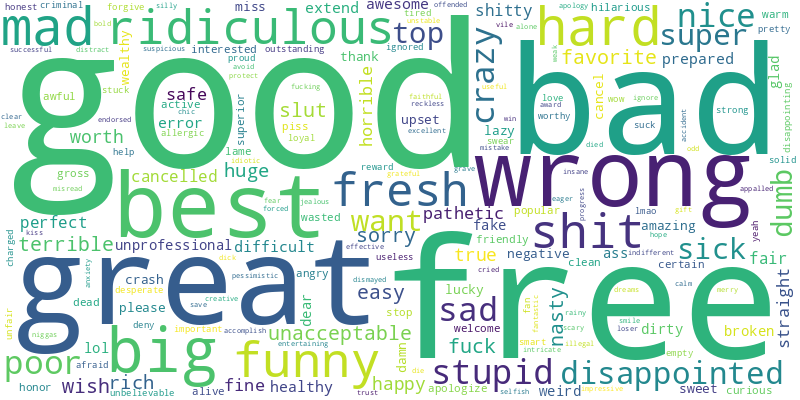 honest criminal forgive silly miss extend awesome tired offended shitty hilarious apology alone warm
mad ridiculous top hard nice
bold unstable vile super pretty
successful distract suspicious interested outstanding ignored crazy favorite prepared
wealthy proud thank
good bad
stuck avoid protect horrible cancel glad disappointing
awful safe fucking faithful useful love wow ignore
active chic superior slut reckless weak award strong
clear endorsed error piss upset excellent win worthy suck
leave worth allergic loyal lazy mistake accident
help lame swear died odd solid
gross huge idiotic reward grateful grave wrong insane dumb
misread cancelled fear jealous fresh eager appalled
best forced wasted want pathetic popular progress lmao gift yeah
perfect kiss sorry fake shit amazing hope
charged terrible unprofessional difficult true friendly negative ass indifferent sick fair
great effective useless free clean certain
anxiety crash dick pessimistic angry dismayed cried lucky calm straight
unfair dead desperate please save creative dear easy sad fan fantastic nasty dreams merry
niggas deny important accomplish stop welcome rainy smile dirty broken
poor lol big unacceptable damn fuck smart scary loser
afraid funny entertaining intricate illegal empty
honor wish rich unbelievable alive fine healthy trust happy die apologize stupid selfish weird disappointed impressive sweet curious